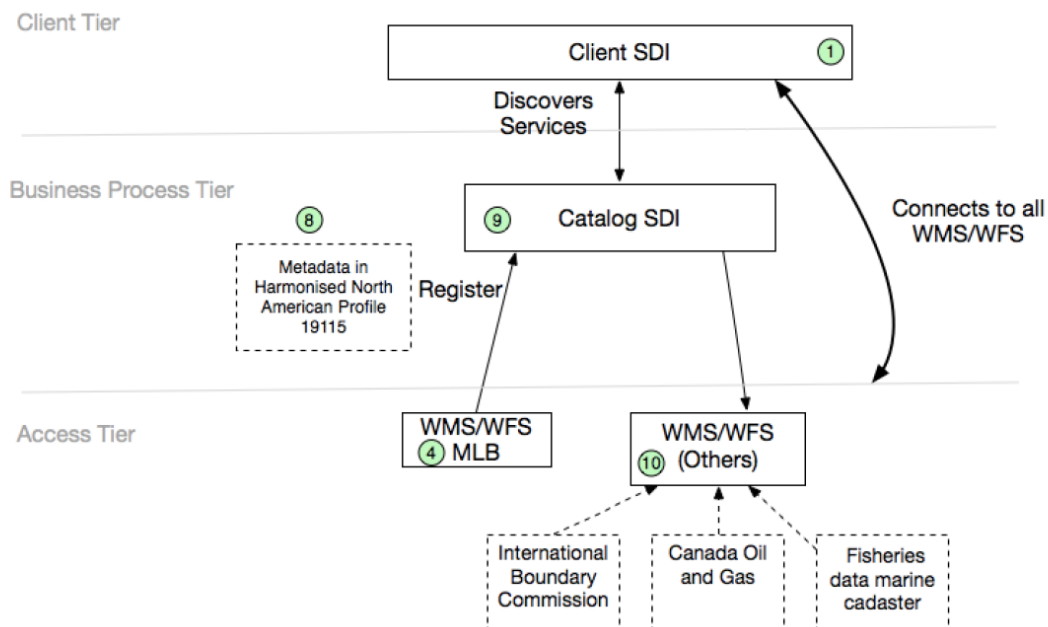 Client Tier
Client SDI
1
Discovers
Services
Business Process Tier
8
9
Catalog SDI
Connects to all
WMS/WFS
Metadata in
Harmonised North
American Profile
19115
Register
Access Tier
WMS/WFS
4
MLB
WMS/WFS
(Others)
10
International
Boundary
Commission
Canada Oil
and Gas
Fisheries
data marine
cadaster